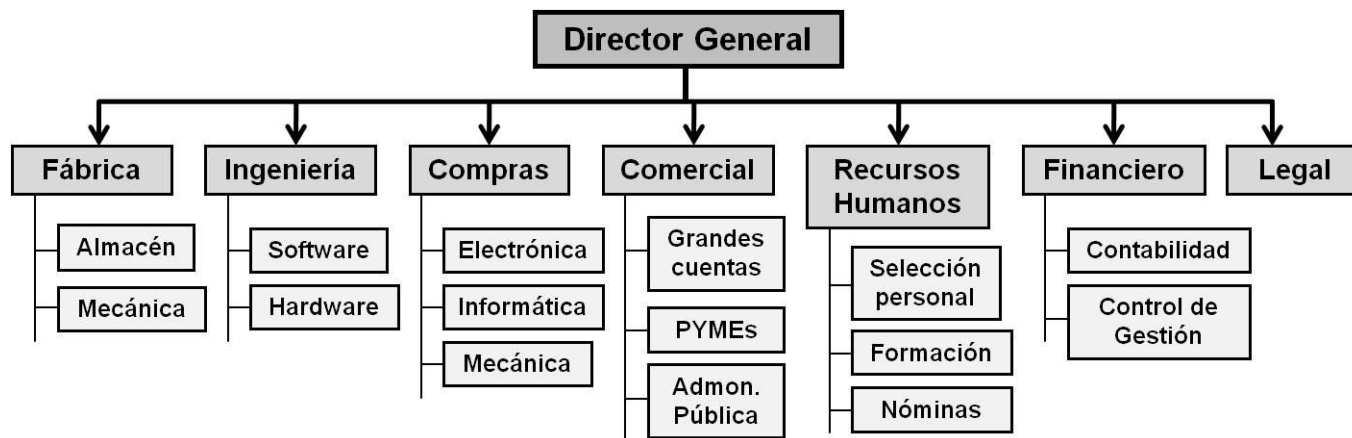 Director General
Fábrica
Ingeniería
Compras
Comercial
Recursos
Humanos
Financiero
Legal
Almacén
Mecánica
Software
Hardware
Electrónica
Informática
Mecánica
Grandes
cuentas
PYMEs
Admon.
Pública
Selección
personal
Formación
Nóminas
Contabilidad
Control de
Gestión